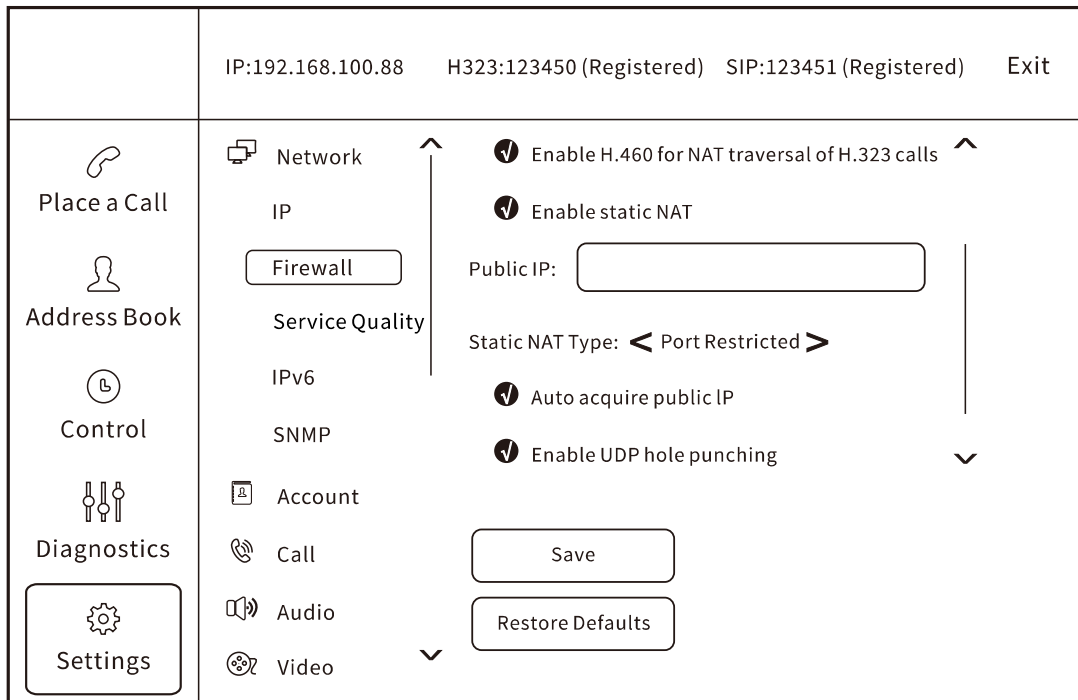 IP:192.168.100.88 H323:123450 (Registered) SIP:123451 (Registered) Exit
Place a Call
Address Book
Control
Diagnostics
Settings
Network
IP
Firewall
Service Quality
IPv6
SNMP
Account
Call
Audio
Video
Enable H.460 for NAT traversal of H.323 calls
Enable static NAT
Public IP:
Static NAT Type: < Port Restricted >
Auto acquire public IP
Enable UDP hole punching
Save
Restore Defaults